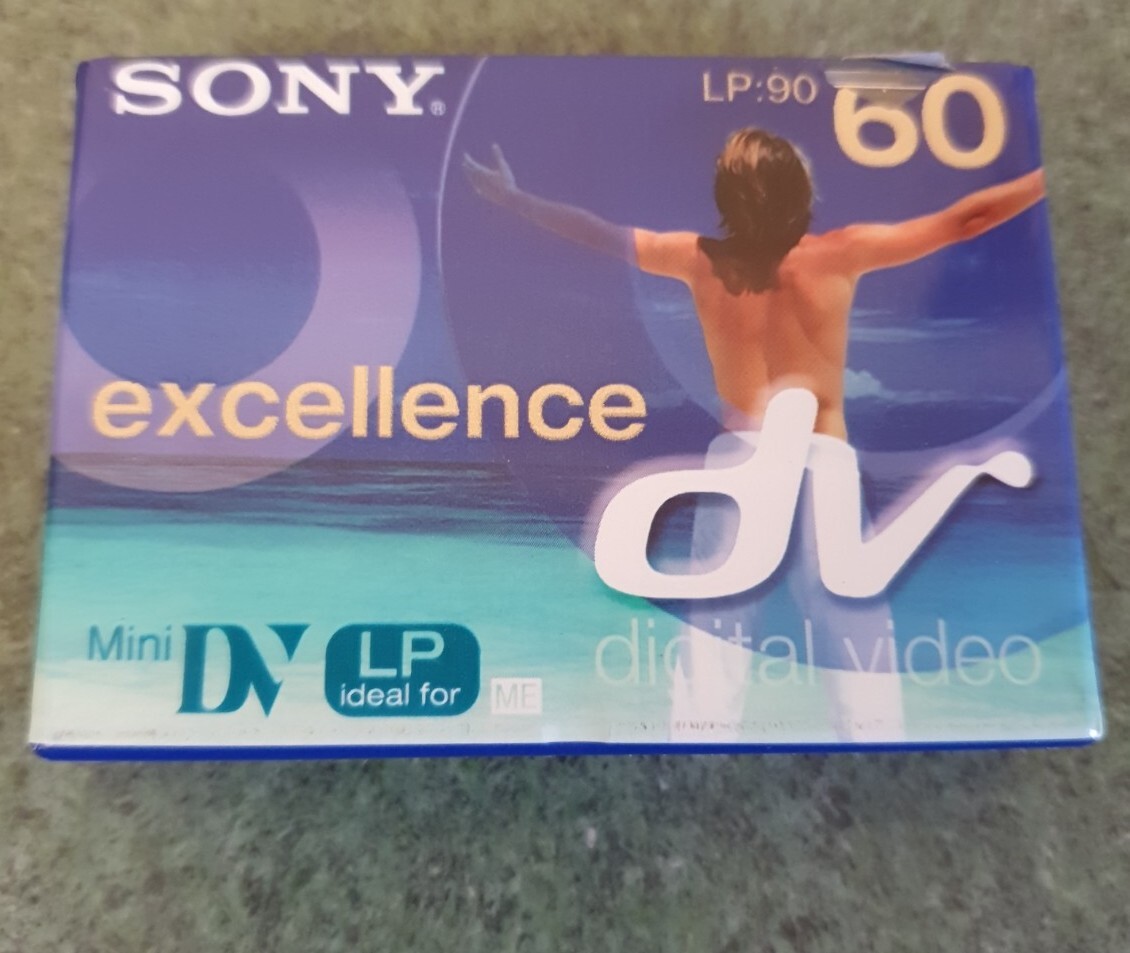 SONY®
LP:90 60
excellence
dv
Mini DV LP ideal for ME
digital video